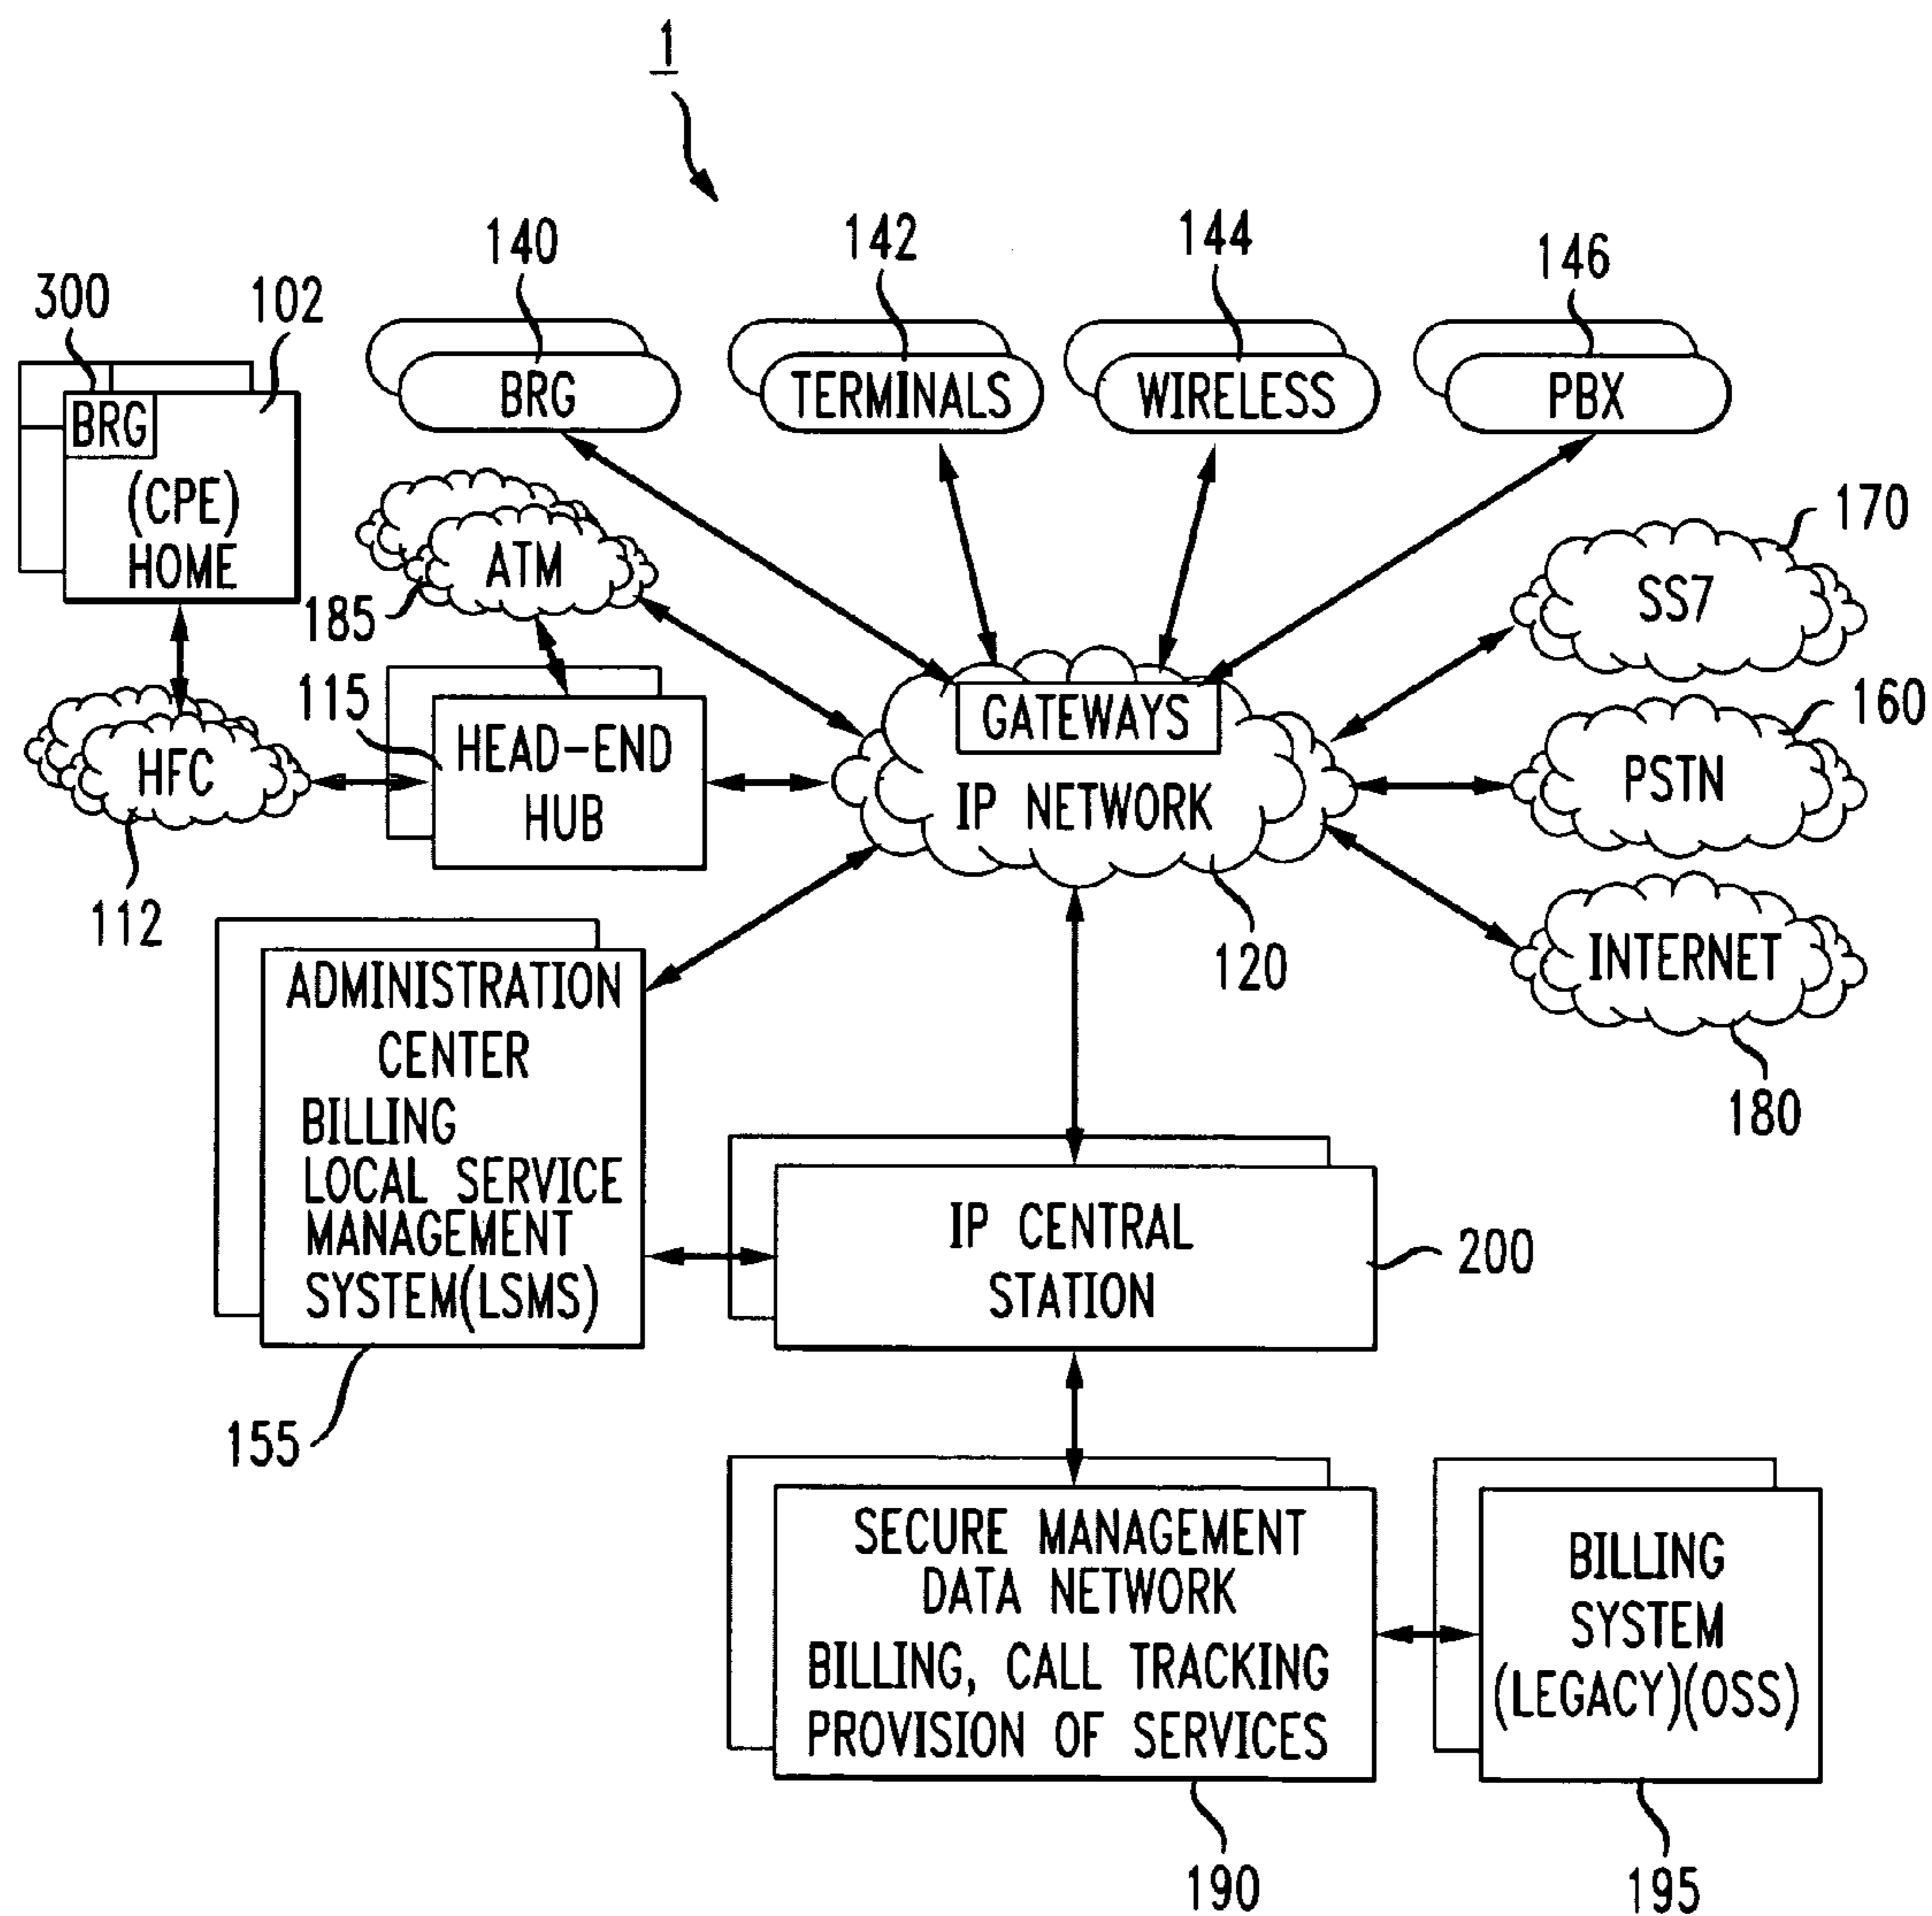 1
140
142
144
146
300
102
BRG
TERMINALS
WIRELESS
PBX
BRG
(CPE)
HOME
ATM
185
170
SS7
115
GATEWAYS
160
HEAD-END
HUB
HFC
IP NETWORK
PSTN
112
120
INTERNET
180
ADMINISTRATION
CENTER
BILLING
LOCAL SERVICE
MANAGEMENT
SYSTEM(LSMS)
155
IP CENTRAL
STATION
200
SECURE MANAGEMENT
DATA NETWORK
BILLING, CALL TRACKING
PROVISION OF SERVICES
190
BILLING
SYSTEM
(LEGACY)(OSS)
195